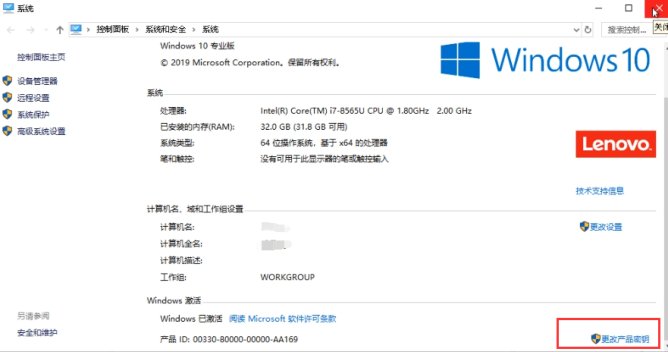 系统
控制面板 › 系统和安全 › 系统
搜索控制...
关闭
控制面板主页
设备管理器
远程设置
系统保护
高级系统设置
Windows 10 专业版
© 2019 Microsoft Corporation。保留所有权利。
Windows 10
系统
处理器: Intel(R) Core(TM) i7-8565U CPU @ 1.80GHz 2.00 GHz
已安装的内存(RAM): 32.0 GB (31.8 GB 可用)
系统类型: 64 位操作系统，基于 x64 的处理器
笔和触控: 没有可用于此显示器的笔或触控输入
Lenovo
技术支持信息
计算机名、域和工作组设置
计算机名:
更改设置
计算机全名:
计算机描述:
工作组: WORKGROUP
Windows 激活
Windows 已激活 阅读 Microsoft 软件许可条款
产品 ID: 00330-80000-00000-AA169
更改产品密钥
另请参阅
安全和维护